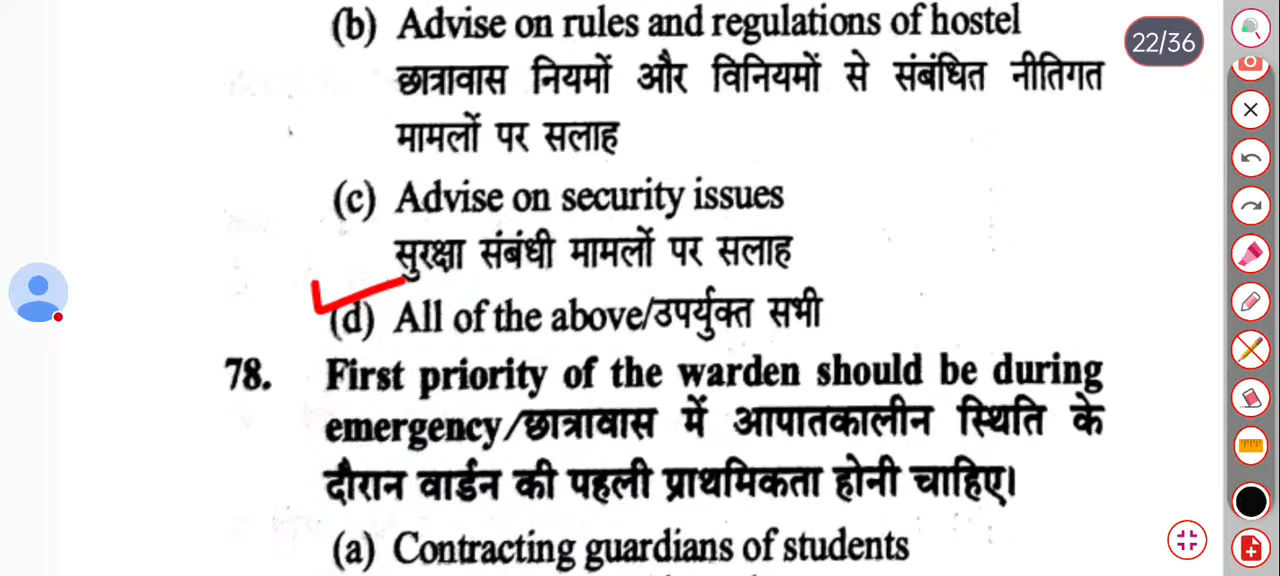 (b) Advise on rules and regulations of hostel
22/36
छात्रावास नियमों और विनियमों से संबंधित नीतिगत
मामलों पर सलाह
(c) Advise on security issues
सुरक्षा संबंधी मामलों पर सलाह
(d) All of the above/उपर्युक्त सभी
78. First priority of the warden should be during
emergency/छात्रावास में आपातकालीन स्थिति के
दौरान वार्डन की पहली प्राथमिकता होनी चाहिए।
(a) Contracting guardians of students